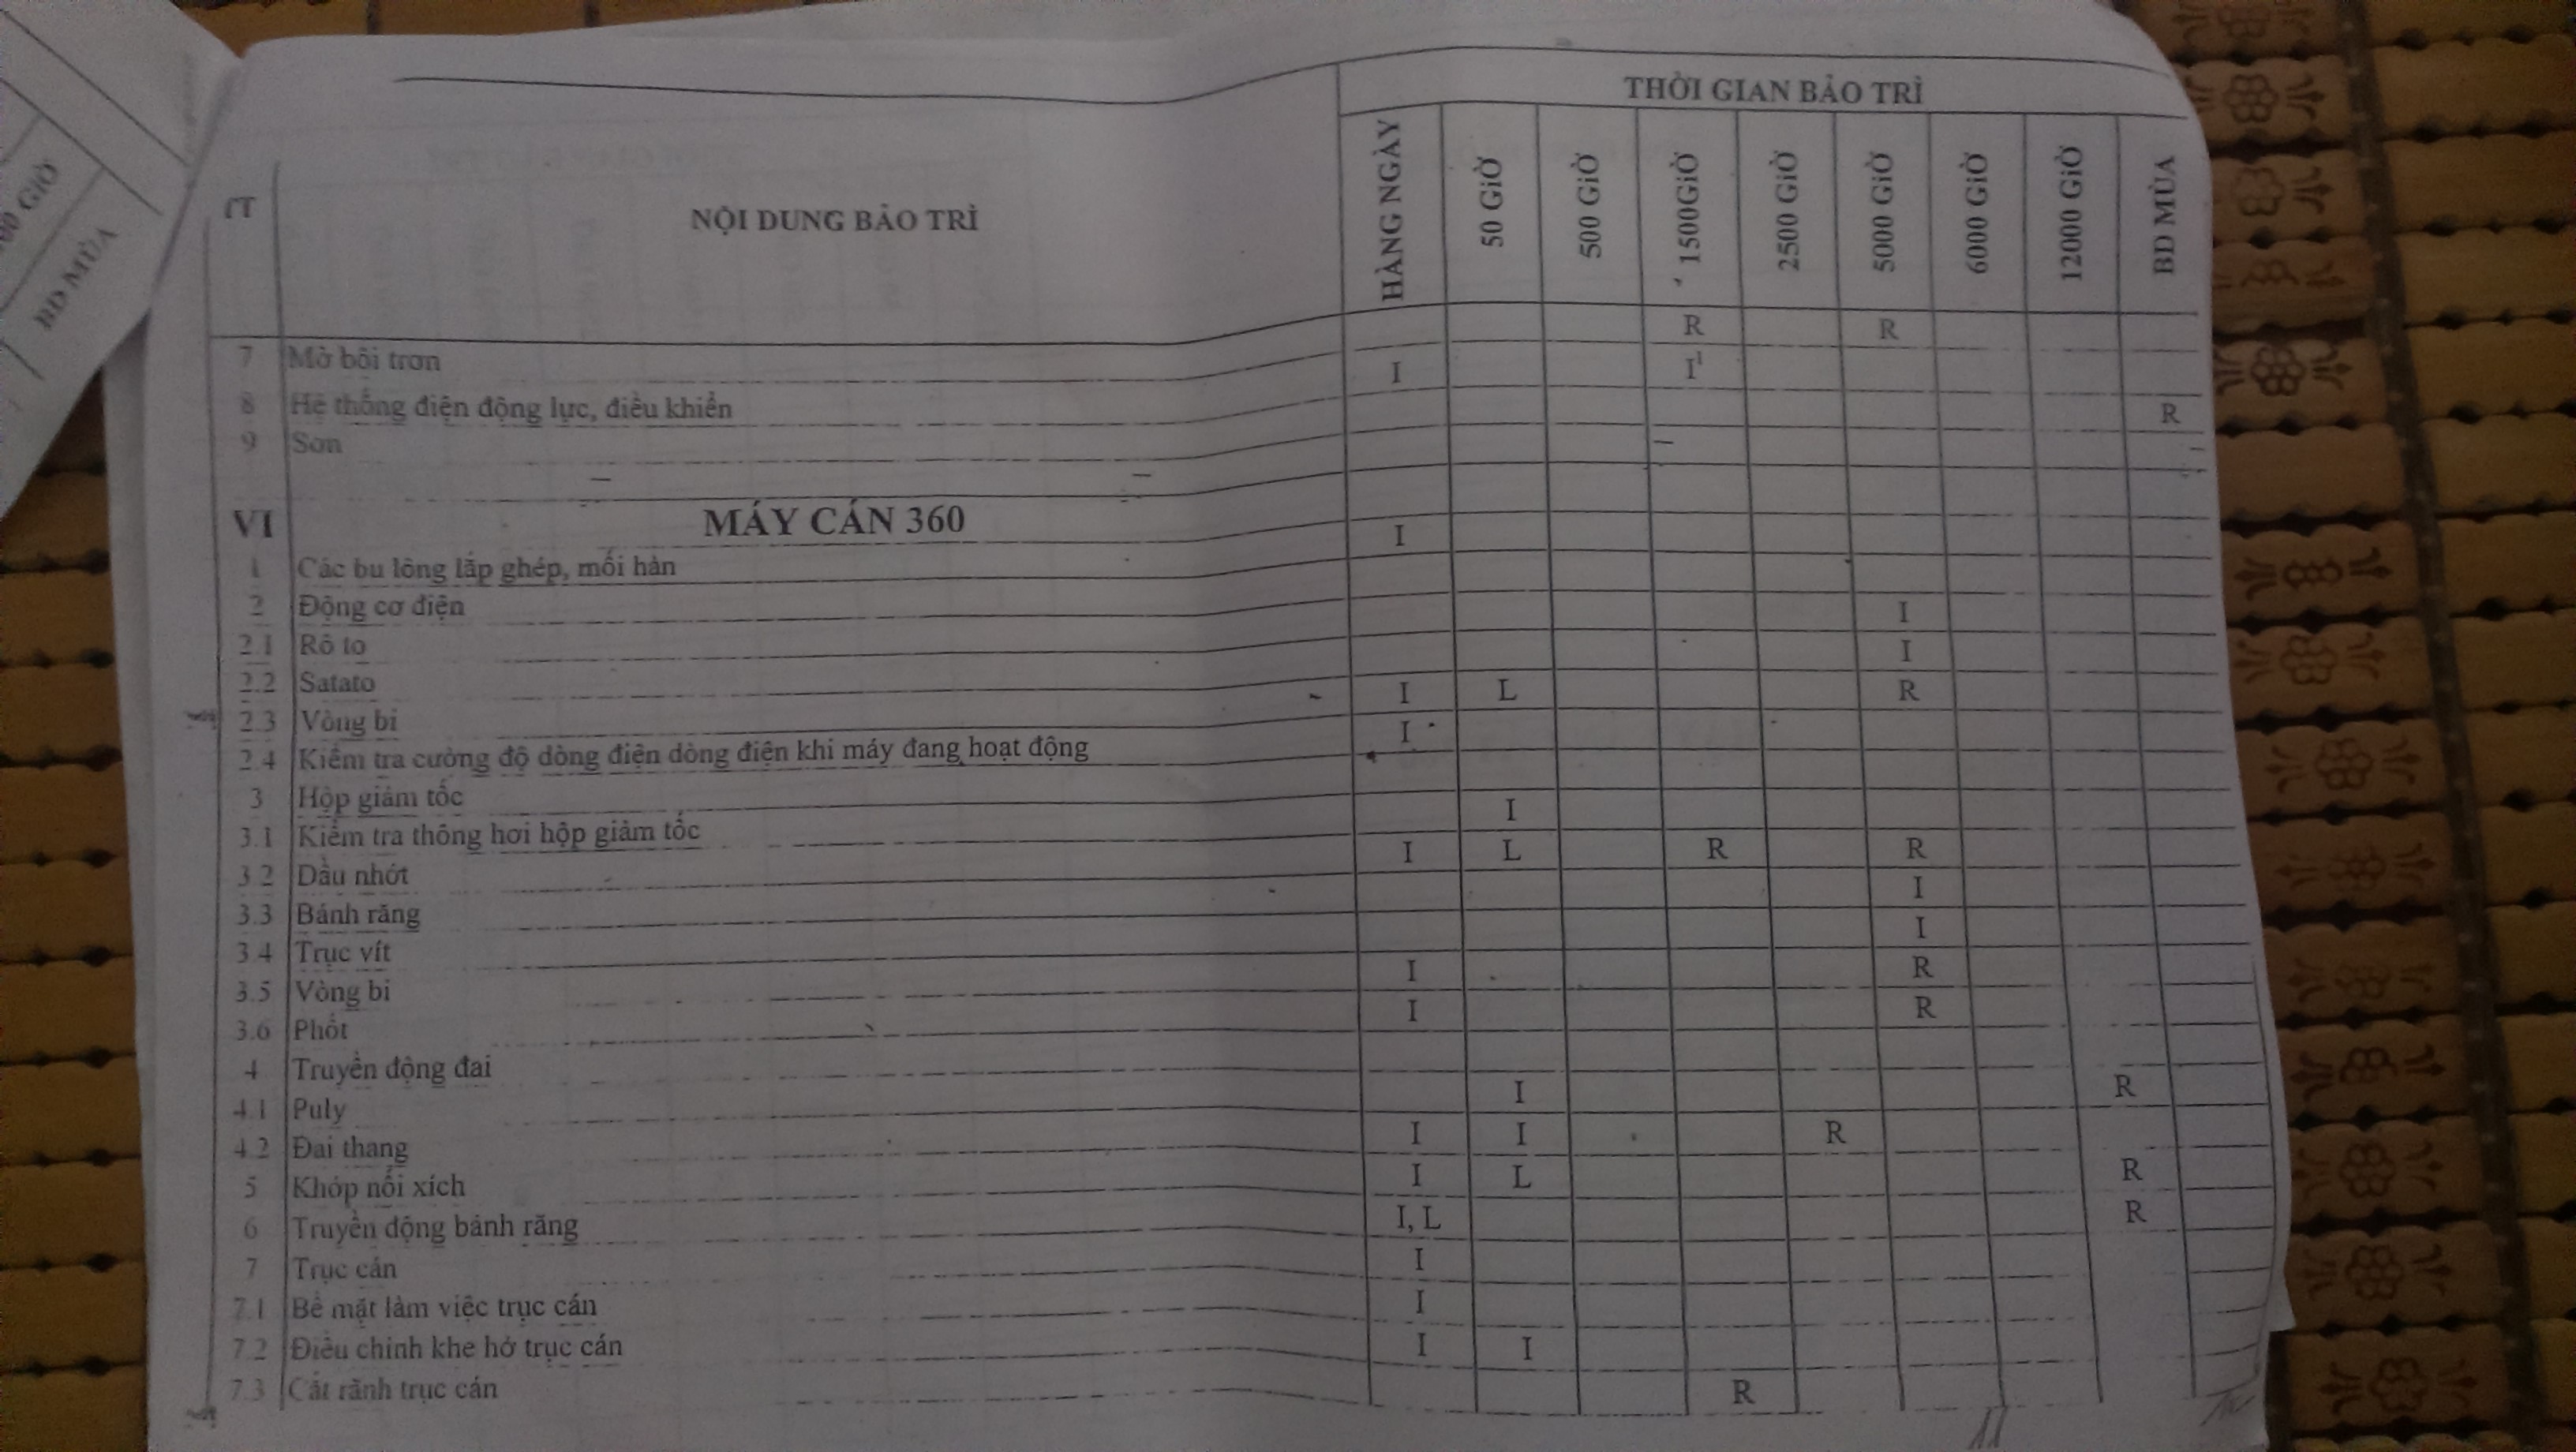 THỜI GIAN BẢO TRÌ
TT NỘI DUNG BẢO TRÌ HÀNG NGÀY 50 GiỜ 500 GiỜ 1500GiỜ 2500 GiỜ 5000 GiỜ 6000 GiỜ 12000 GiỜ BD MÙA
7 Mỡ bôi trơn R R
8 Hệ thống điện động lực, điều khiển I I¹
9 Sơn R
VI MÁY CÁN 360
1 Các bu lông lắp ghép, mối hàn I
2 Động cơ điện
2.1 Rô to I
2.2 Satato I
2.3 Vòng bi I L R
2.4 Kiểm tra cường độ dòng điện dòng điện khi máy đang hoạt động I
3 Hộp giảm tốc
3.1 Kiểm tra thông hơi hộp giảm tốc I
3.2 Dầu nhớt I L R R
3.3 Bánh răng I
3.4 Trục vít I
3.5 Vòng bi I R
3.6 Phốt I R
4 Truyền động đai
4.1 Puly I R
4.2 Đai thang I I R
5 Khớp nối xích I L R
6 Truyền động bánh răng I, L R
7 Trục cán I
7.1 Bề mặt làm việc trục cán I
7.2 Điều chỉnh khe hở trục cán I I
7.3 Cắt rãnh trục cán R
00 GiỜ
BD MÙA